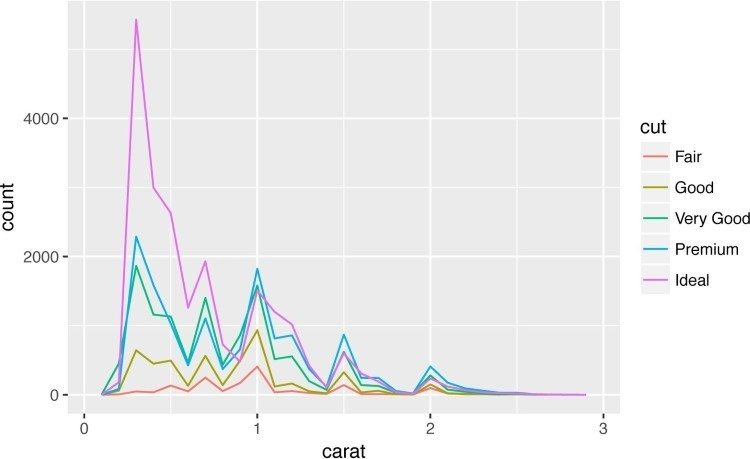 count
4000
2000
0
0
1
2
3
carat
cut
Fair
Good
Very Good
Premium
Ideal